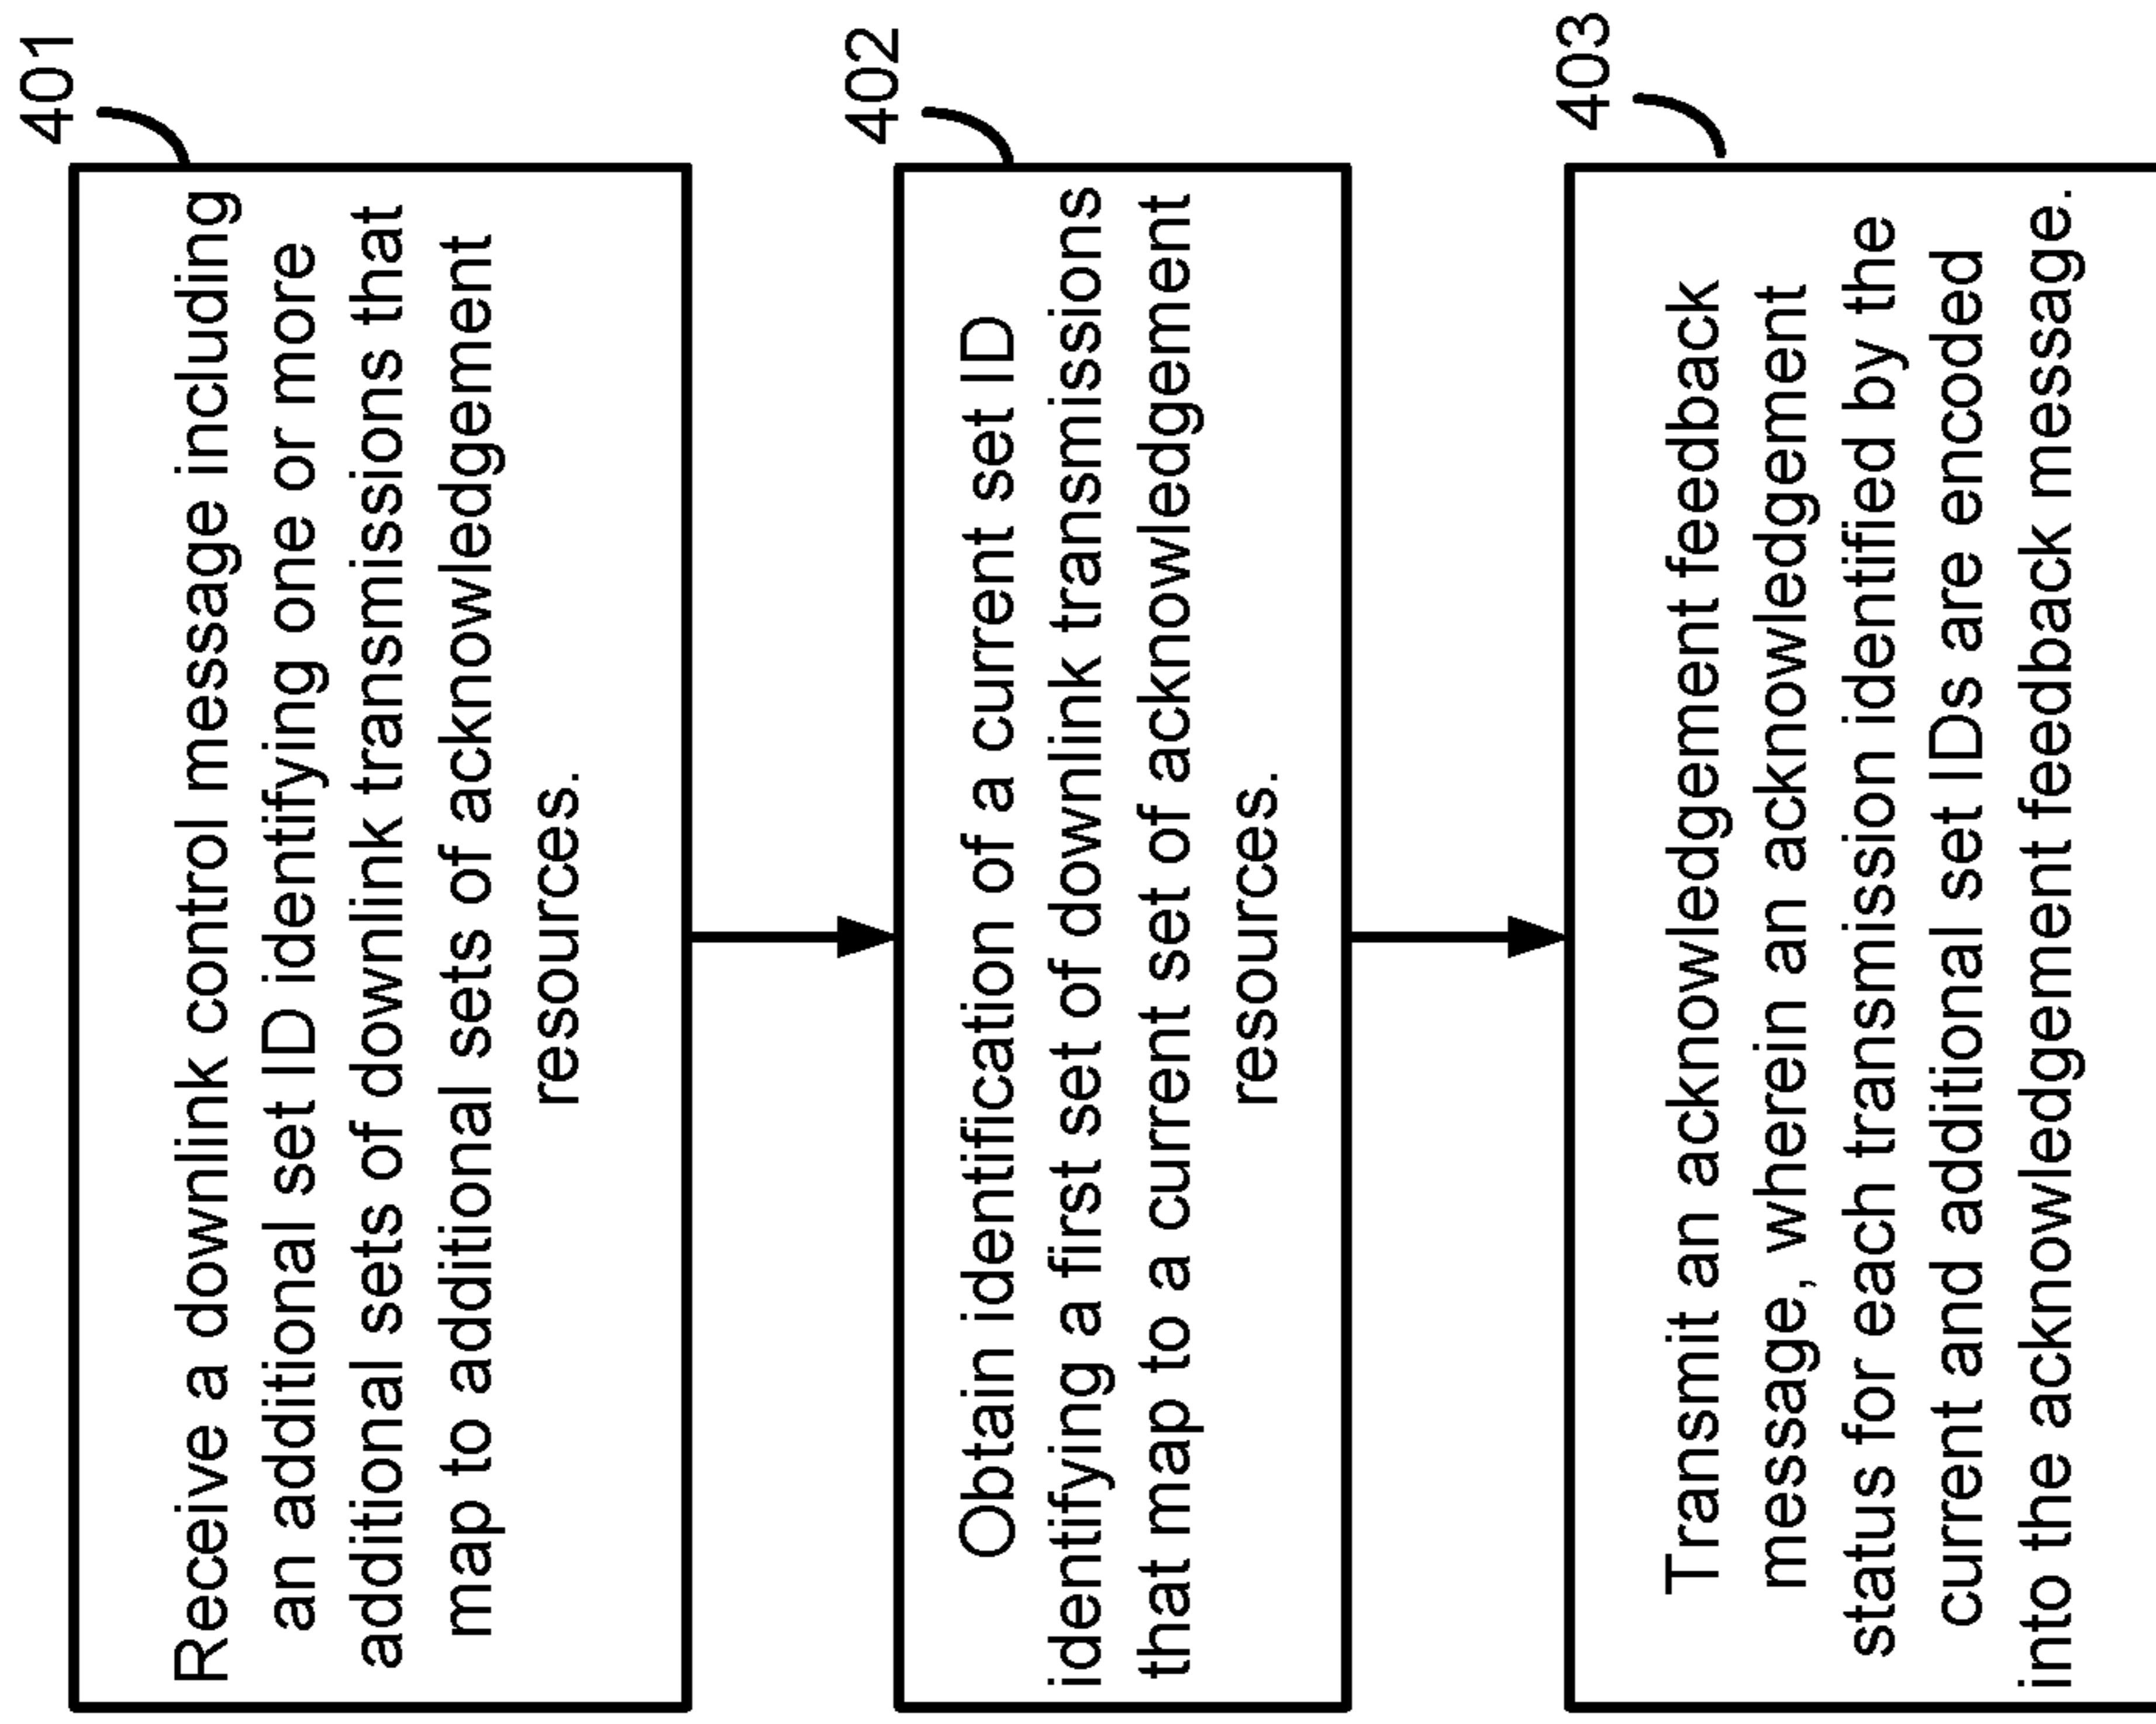 401
Receive a downlink control message including
an additional set ID identifying one or more
additional sets of downlink transmissions that
map to additional sets of acknowledgement
resources.
402
Obtain identification of a current set ID
identifying a first set of downlink transmissions
that map to a current set of acknowledgement
resources.
403
Transmit an acknowledgement feedback
message, wherein an acknowledgement
status for each transmission identified by the
current and additional set IDs are encoded
into the acknowledgement feedback message.